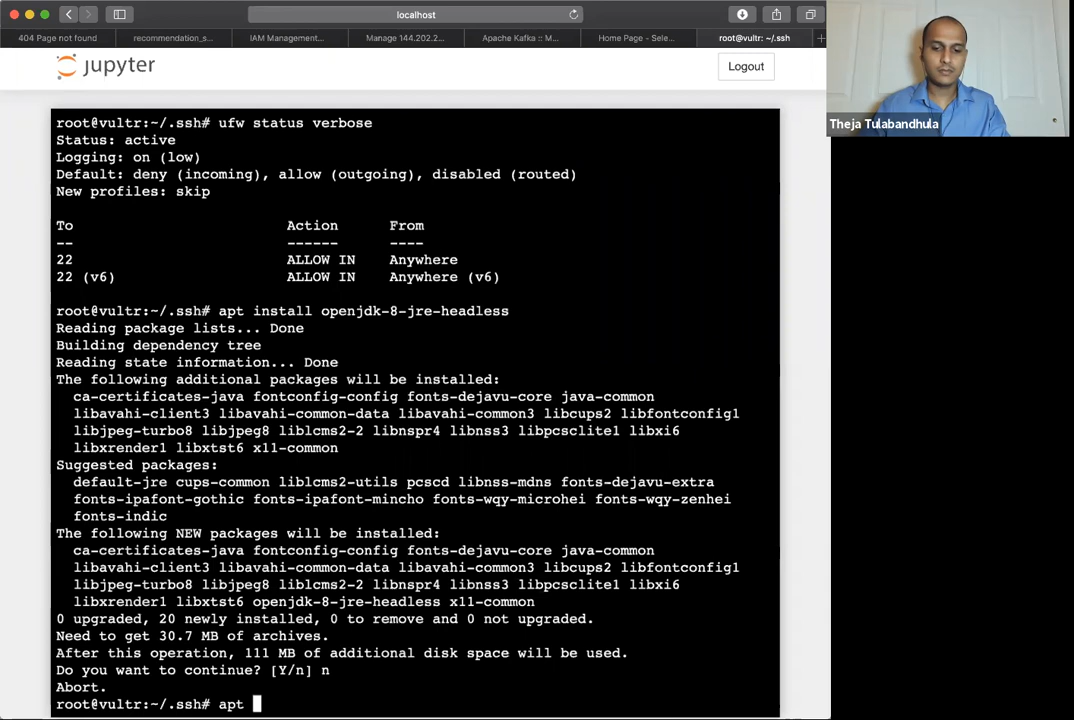 localhost
404 Page not found
recommendation_s...
IAM Management...
Manage 144.202.2...
Apache Kafka :: M...
Home Page - Sele...
root@vultr: ~/.ssh
jupyter
Logout
Theja Tulabandhula
root@vultr:~/.ssh# ufw status verbose
Status: active
Logging: on (low)
Default: deny (incoming), allow (outgoing), disabled (routed)
New profiles: skip
To Action From
-- ------ ----
22 ALLOW IN Anywhere
22 (v6) ALLOW IN Anywhere (v6)
root@vultr:~/.ssh# apt install openjdk-8-jre-headless
Reading package lists... Done
Building dependency tree
Reading state information... Done
The following additional packages will be installed:
ca-certificates-java fontconfig-config fonts-dejavu-core java-common
libavahi-client3 libavahi-common-data libavahi-common3 libcups2 libfontconfig1
libjpeg-turbo8 libjpeg8 liblcms2-2 libnspr4 libnss3 libpcsclite1 libxi6
libxrender1 libxtst6 x11-common
Suggested packages:
default-jre cups-common liblcms2-utils pcscd libnss-mdns fonts-dejavu-extra
fonts-ipafont-gothic fonts-ipafont-mincho fonts-wqy-microhei fonts-wqy-zenhei
fonts-indic
The following NEW packages will be installed:
ca-certificates-java fontconfig-config fonts-dejavu-core java-common
libavahi-client3 libavahi-common-data libavahi-common3 libcups2 libfontconfig1
libjpeg-turbo8 libjpeg8 liblcms2-2 libnspr4 libnss3 libpcsclite1 libxi6
libxrender1 libxtst6 openjdk-8-jre-headless x11-common
0 upgraded, 20 newly installed, 0 to remove and 0 not upgraded.
Need to get 30.7 MB of archives.
After this operation, 111 MB of additional disk space will be used.
Do you want to continue? [Y/n] n
Abort.
root@vultr:~/.ssh# apt